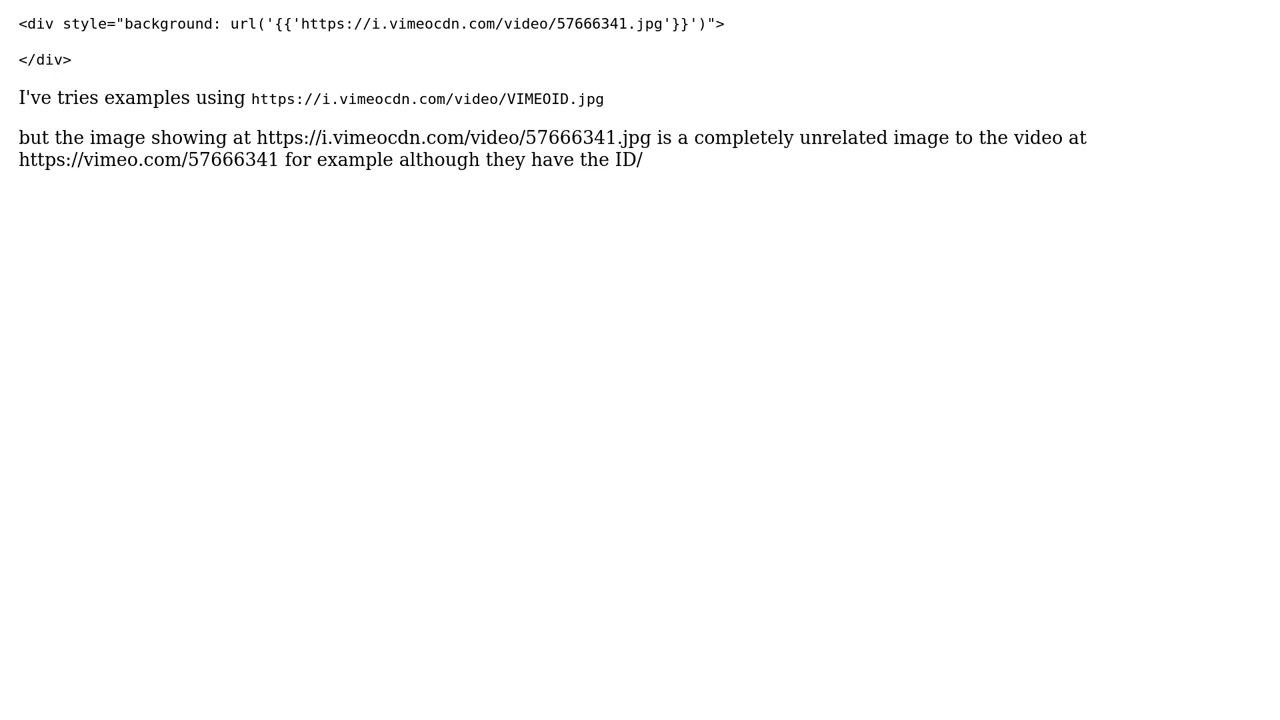 <div style="background: url('{{'https://i.vimeocdn.com/video/57666341.jpg'}}')">
</div>
I've tries examples using https://i.vimeocdn.com/video/VIMEOID.jpg
but the image showing at https://i.vimeocdn.com/video/57666341.jpg is a completely unrelated image to the video at
https://vimeo.com/57666341 for example although they have the ID/